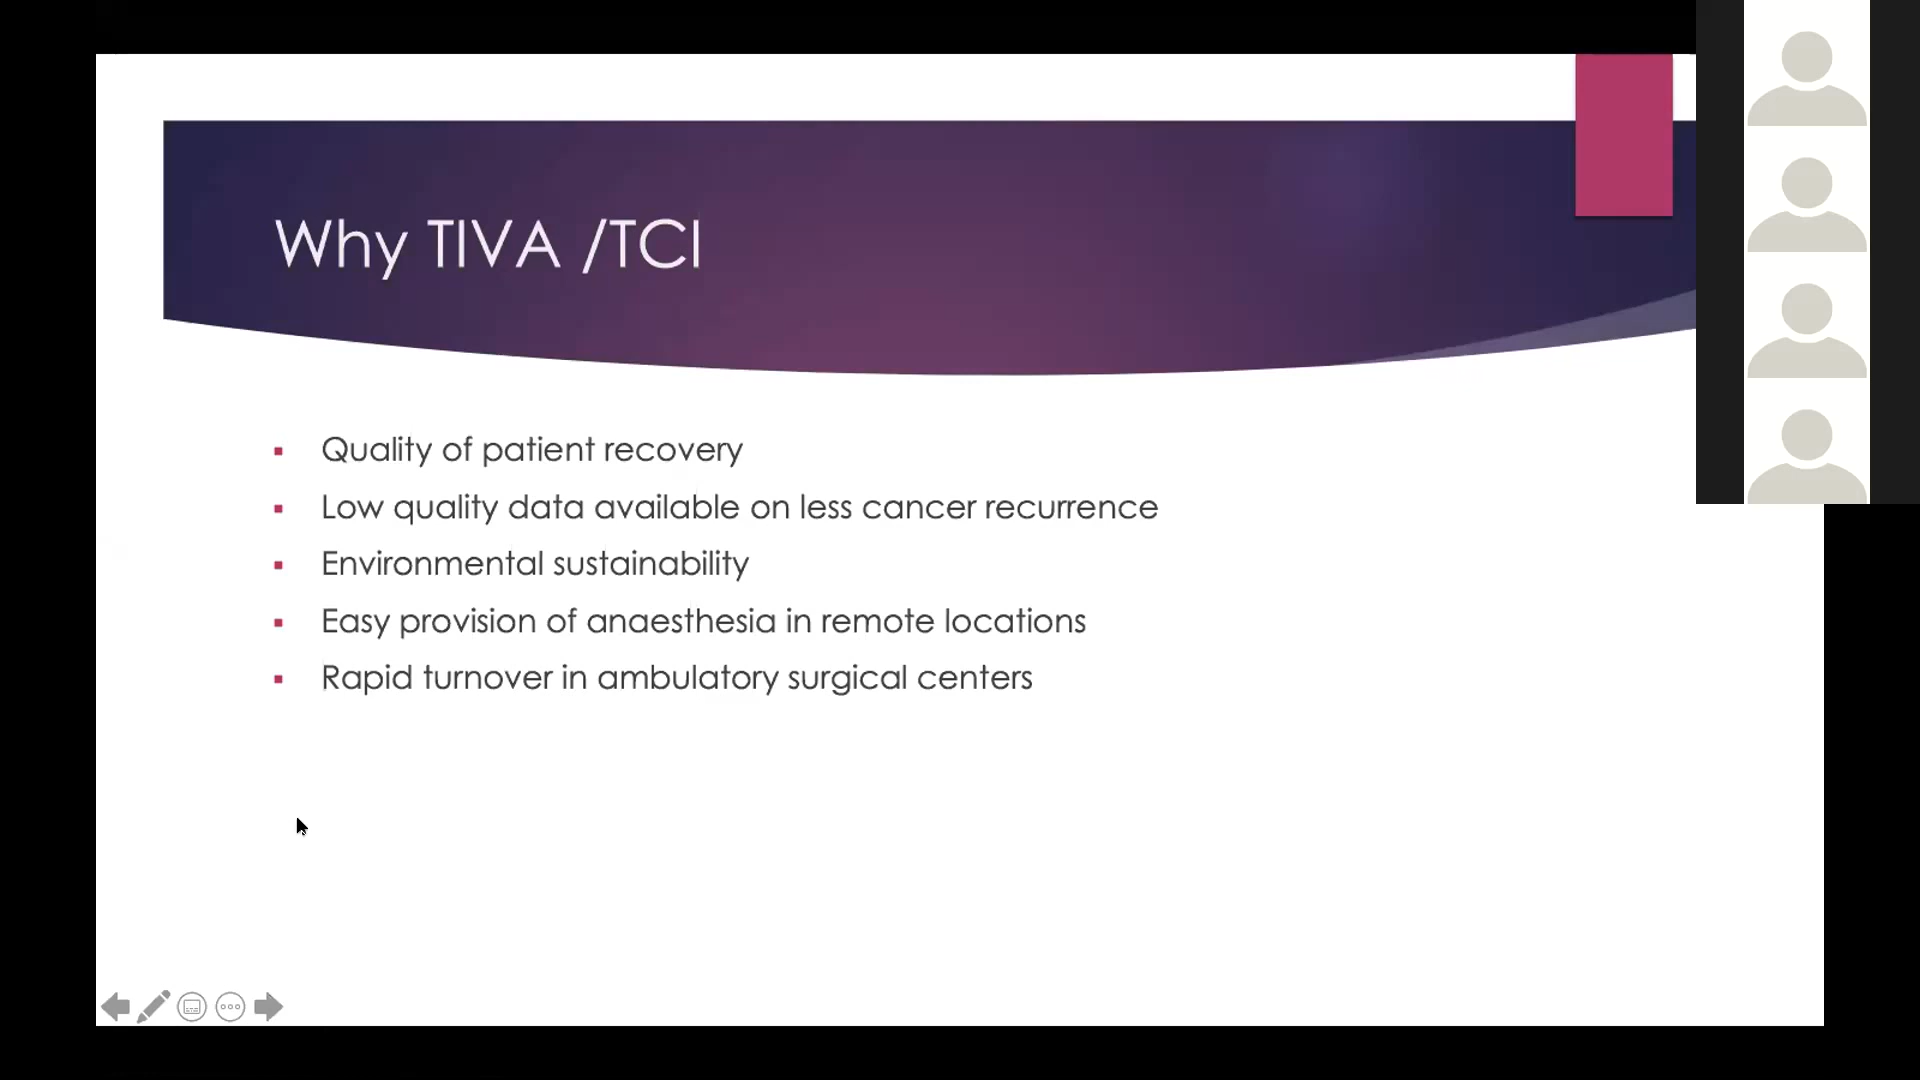 Why TIVA /TCI
Quality of patient recovery
Low quality data available on less cancer recurrence
Environmental sustainability
Easy provision of anaesthesia in remote locations
Rapid turnover in ambulatory surgical centers